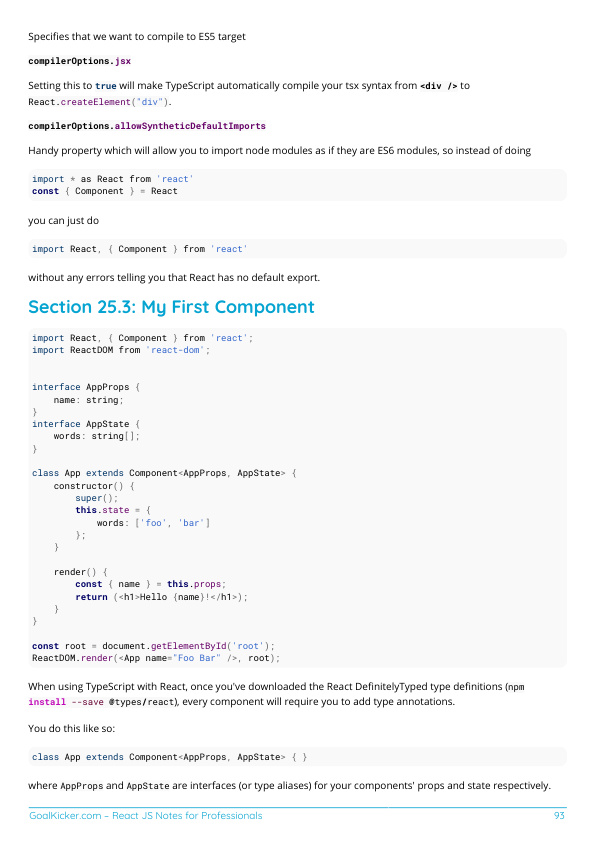 Specifies that we want to compile to ES5 target
compilerOptions.jsx
Setting this to true will make TypeScript automatically compile your tsx syntax from <div /> to
React.createElement("div").
compilerOptions.allowSyntheticDefaultImports
Handy property which will allow you to import node modules as if they are ES6 modules, so instead of doing
import * as React from 'react'
const { Component } = React
you can just do
import React, { Component } from 'react'
without any errors telling you that React has no default export.
Section 25.3: My First Component
import React, { Component } from 'react';
import ReactDOM from 'react-dom';
interface AppProps {
    name: string;
}
interface AppState {
    words: string[];
}
class App extends Component<AppProps, AppState> {
    constructor() {
        super();
        this.state = {
            words: ['foo', 'bar']
        };
    }
    render() {
        const { name } = this.props;
        return (<h1>Hello {name}!</h1>);
    }
}
const root = document.getElementById('root');
ReactDOM.render(<App name="Foo Bar" />, root);
When using TypeScript with React, once you've downloaded the React DefinitelyTyped type definitions (npm
install --save @types/react), every component will require you to add type annotations.
You do this like so:
class App extends Component<AppProps, AppState> { }
where AppProps and AppState are interfaces (or type aliases) for your components' props and state respectively.
GoalKicker.com – React JS Notes for Professionals 93